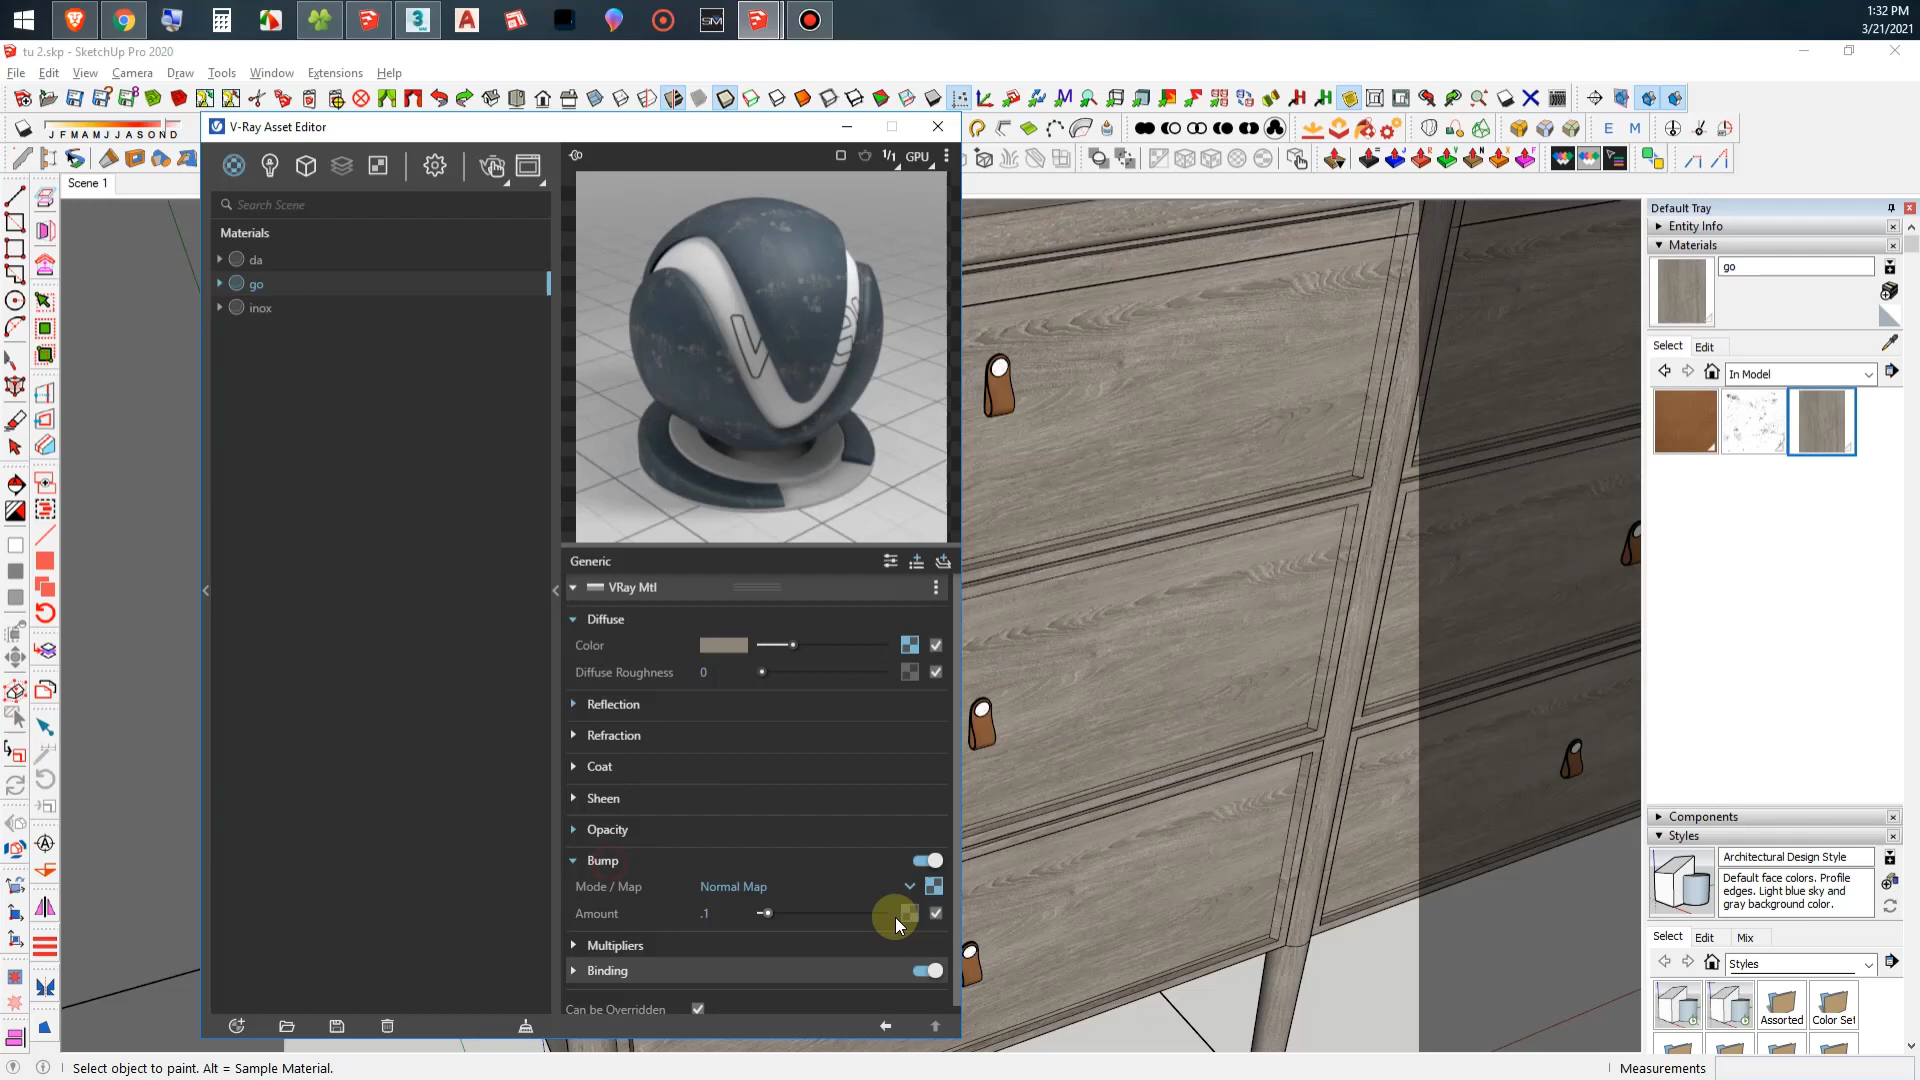 1:32 PM
3/21/2021
tu 2.skp - SketchUp Pro 2020
File Edit View Camera Draw Tools Window Extensions Help
J F M A M J J A S O N D
V-Ray Asset Editor
E M
Scene 1
1/1 GPU
Search Scene
Materials
da
go
inox
Generic
VRay Mtl
Diffuse
Color
Diffuse Roughness 0
Reflection
Refraction
Coat
Sheen
Opacity
Bump
Mode / Map Normal Map
Amount .1
Multipliers
Binding
Can be Overridden
Default Tray
Entity Info
Materials
go
Select Edit
In Model
Components
Styles
Architectural Design Style
Default face colors. Profile
edges. Light blue sky and
gray background color.
Select Edit Mix
Styles
Assorted Color Set
Select object to paint. Alt = Sample Material.
Measurements